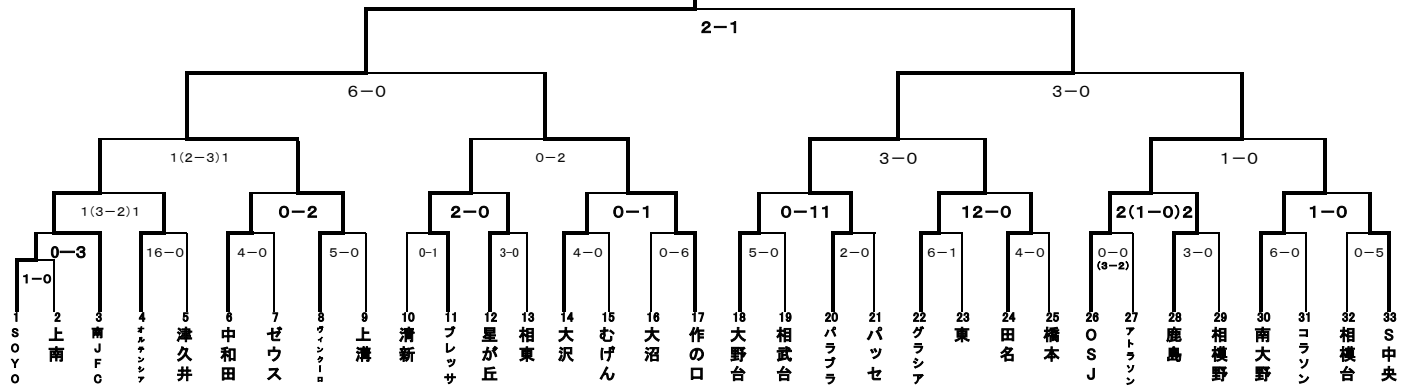 2－1
6－0
3－0
1(2－3)1
0－2
3－0
1－0
1(3－2)1
0－2
2－0
0－1
0－11
12－0
2(1－0)2
1－0
0－3
16－0
4－0
5－0
0－1
3－0
4－0
0－6
5－0
2－0
6－1
4－0
0－0
3－0
6－0
0－5
(3－2)
1－0
1 2 3 4 5 6 7 8 9 10 11 12 13 14 15 16 17 18 19 20 21 22 23 24 25 26 27 28 29 30 31 32 33
SOYO
上南
南JFC
オルテンシア
津久井
中和田
ゼウス
ヴィンクーロ
上溝
清新
ブレッサ
星が丘
相東
大沢
むげん
大沼
作の口
大野台
相武台
パラブラ
パッセ
グラシア
東
田名
橋本
OSJ
アトラソン
鹿島
相模野
南大野
コラソン
相模台
S中央